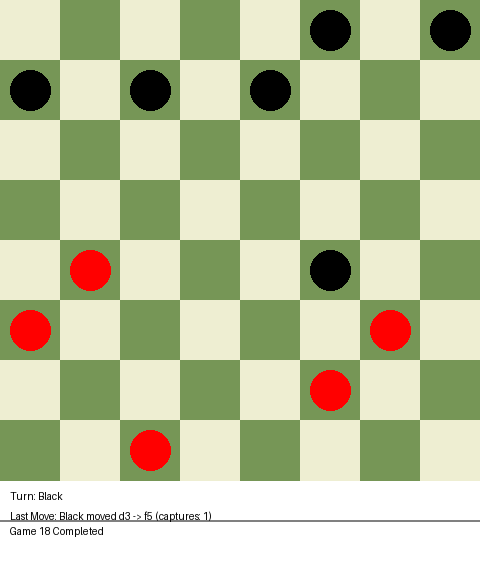 Turn: Black
Last Move: Black moved d3 -> f5 (captures: 1)
Game 18 Completed